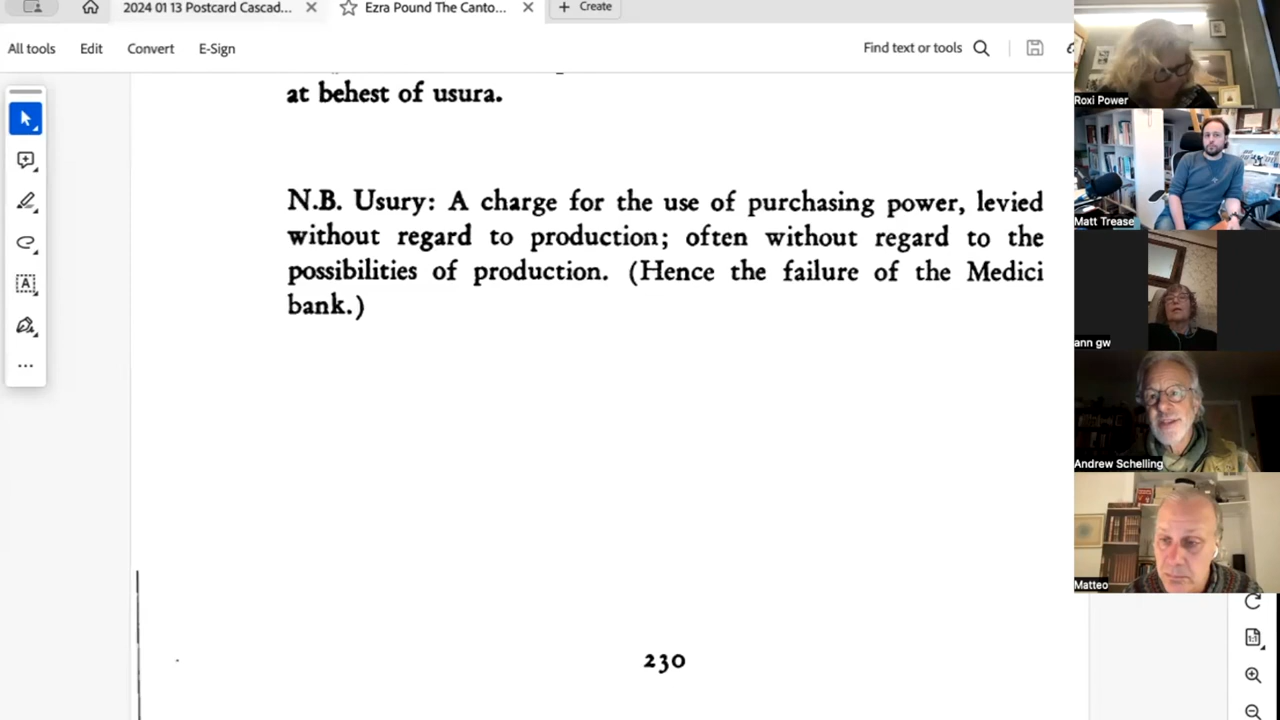 2024 01 13 Postcard Cascad...
Ezra Pound The Canto...
Create
All tools
Edit
Convert
E-Sign
Find text or tools
at behest of usura.
N.B. Usury: A charge for the use of purchasing power, levied
without regard to production; often without regard to the
possibilities of production. (Hence the failure of the Medici
bank.)
230
Roxi Power
Matt Trease
ann gw
Andrew Schelling
Matteo